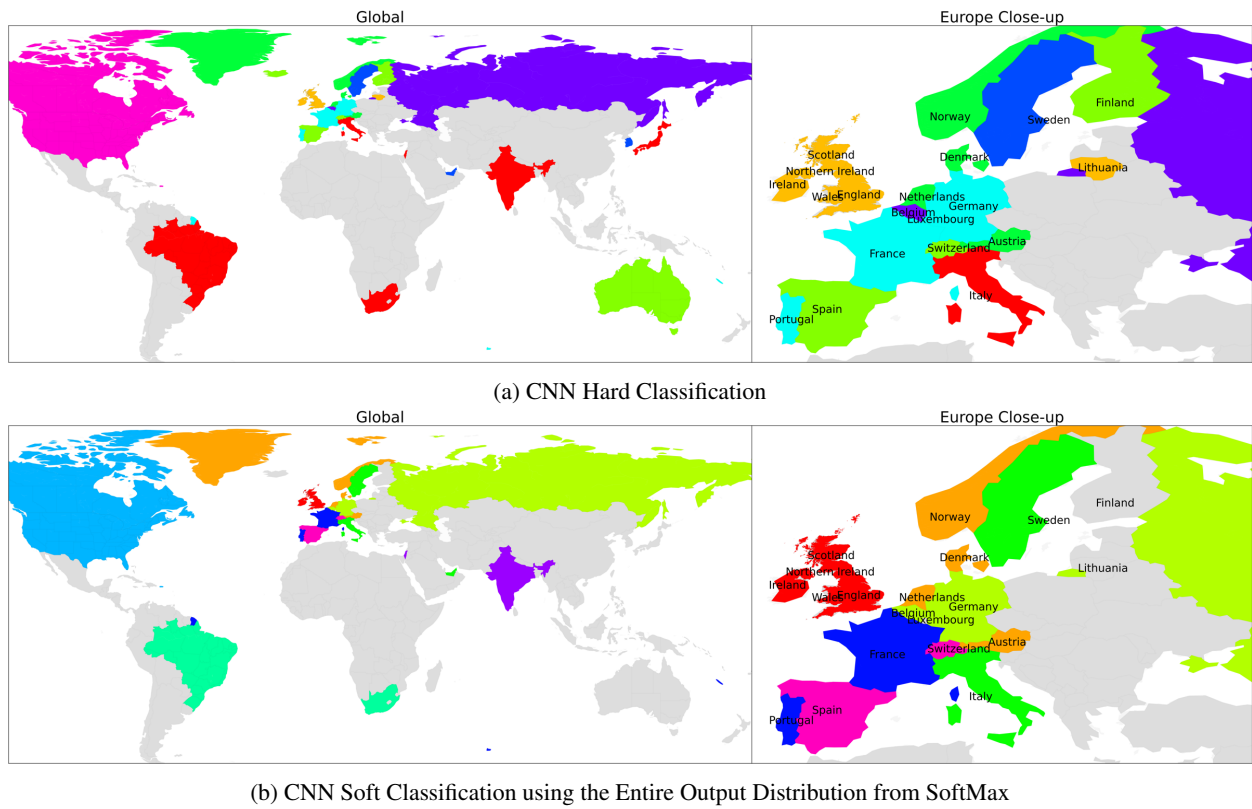 Global
Europe Close-up
Finland
Norway
Sweden
Scotland
Denmark
Lithuania
Northern Ireland
Ireland
Wales
England
Netherlands
Belgium
Germany
Luxembourg
Austria
Switzerland
France
Italy
Spain
Portugal
(a) CNN Hard Classification
Global
Europe Close-up
Finland
Norway
Sweden
Scotland
Denmark
Lithuania
Northern Ireland
Ireland
Wales
England
Netherlands
Belgium
Germany
Luxembourg
Austria
Switzerland
France
Italy
Spain
Portugal
(b) CNN Soft Classification using the Entire Output Distribution from SoftMax